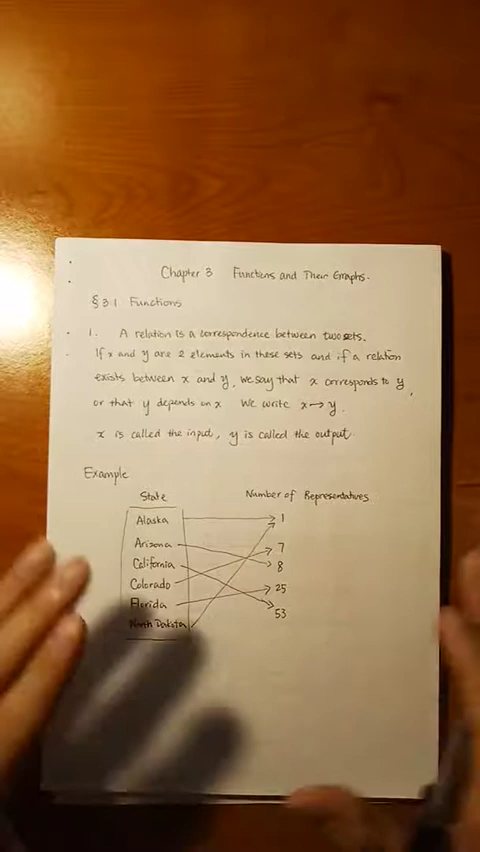 Chapter 3 Functions and Their Graphs.
§ 3.1 Functions
1. A relation is a correspondence between two sets.
If x and y are 2 elements in these sets and if a relation
exists between x and y, we say that x corresponds to y,
or that y depends on x We write x → y.
x is called the input, y is called the output
Example
State Number of Representatives
Alaska 1
Arizona 7
California 8
Colorado 25
Florida 53
North Dakota